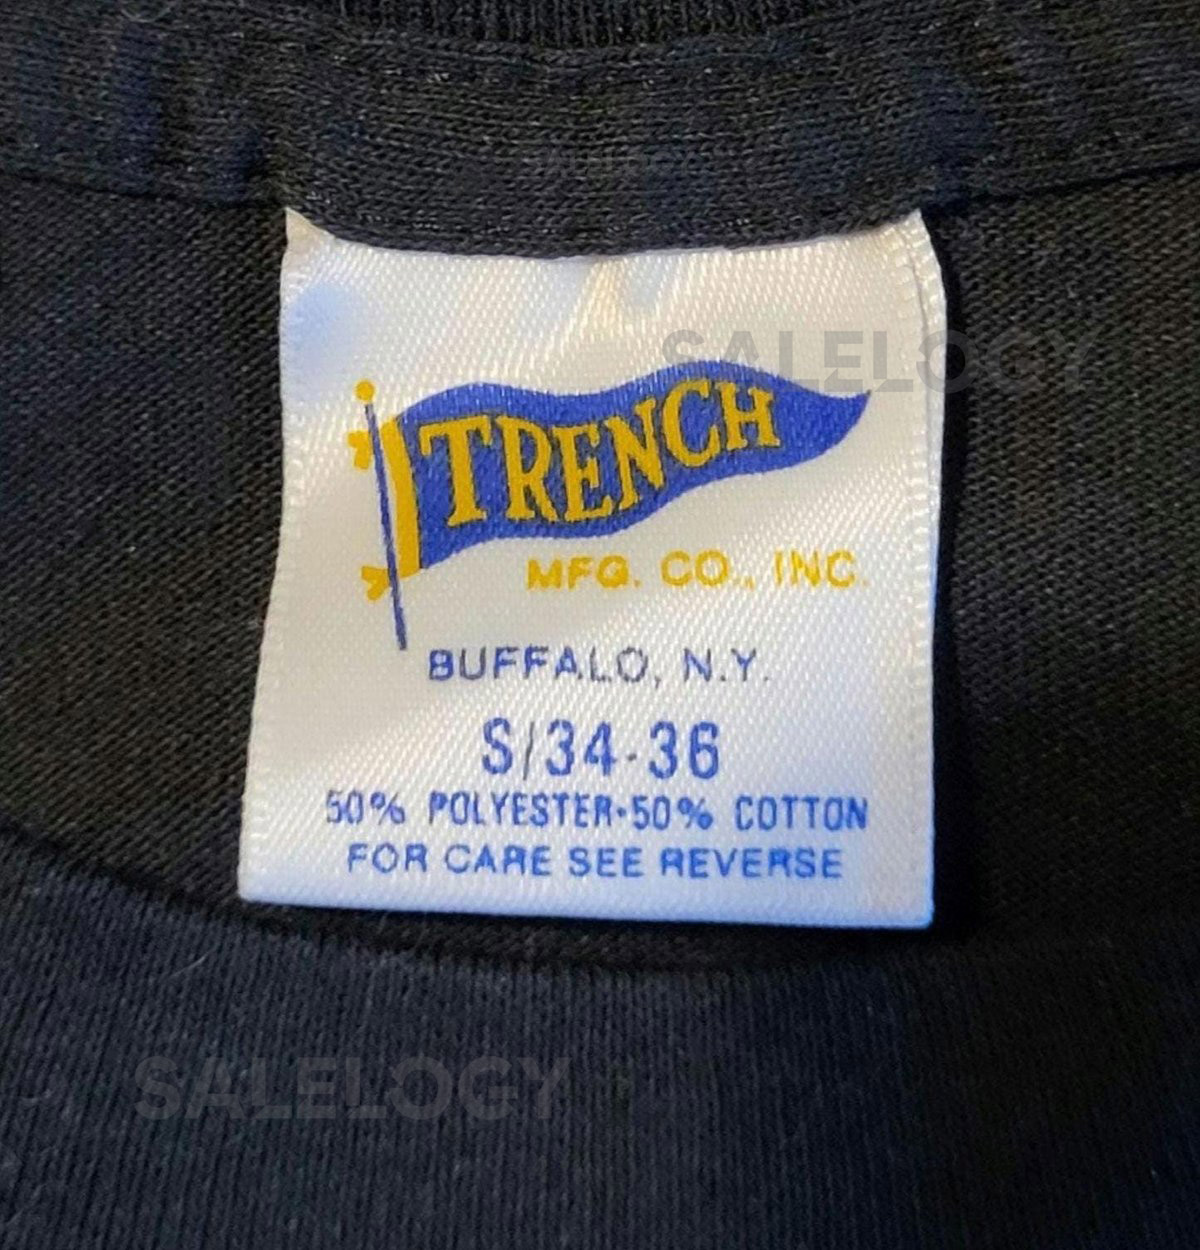 SALELOGY
TRENCH
MFG. CO., INC.
BUFFALO, N.Y.
S/34-36
50% POLYESTER•50% COTTON
FOR CARE SEE REVERSE
SALELOGY